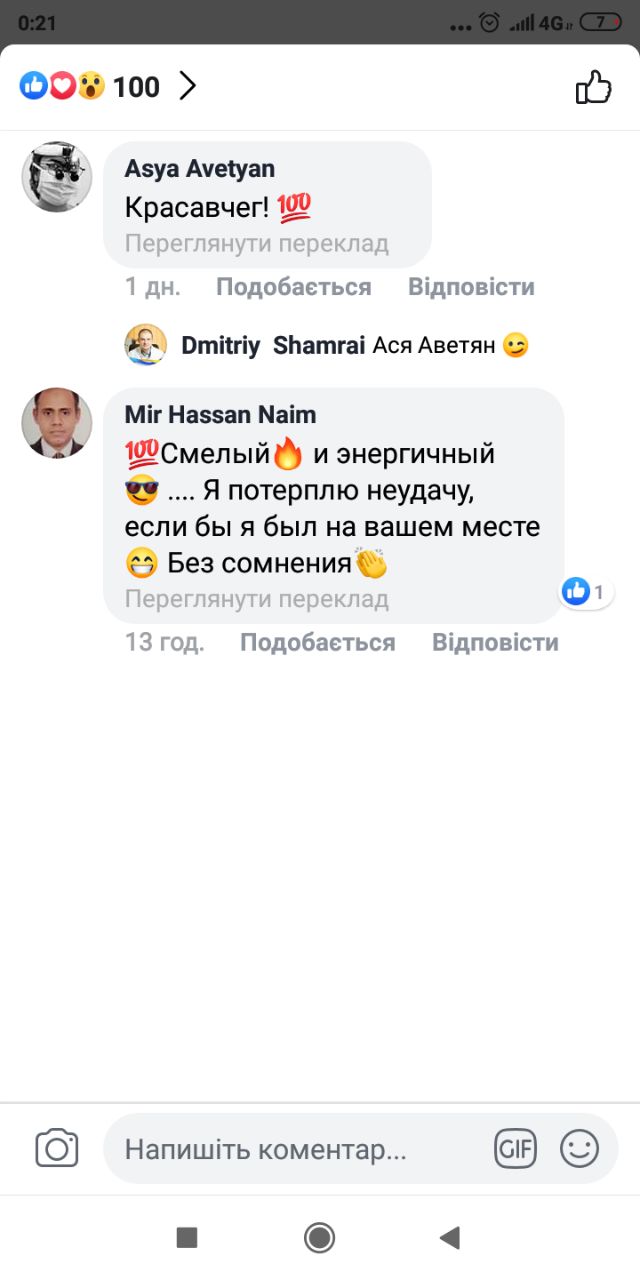 0:21
4G
7
100
Asya Avetyan
Красавчег! 💯
Переглянути переклад
1 дн. Подобається Відповісти
Dmitriy Shamrai Ася Аветян 😉
Mir Hassan Naim
💯Смелый🔥 и энергичный
😎 .... Я потерплю неудачу,
если бы я был на вашем месте
😁 Без сомнения👏
Переглянути переклад
1
13 год. Подобається Відповісти
Напишіть коментар...
GIF